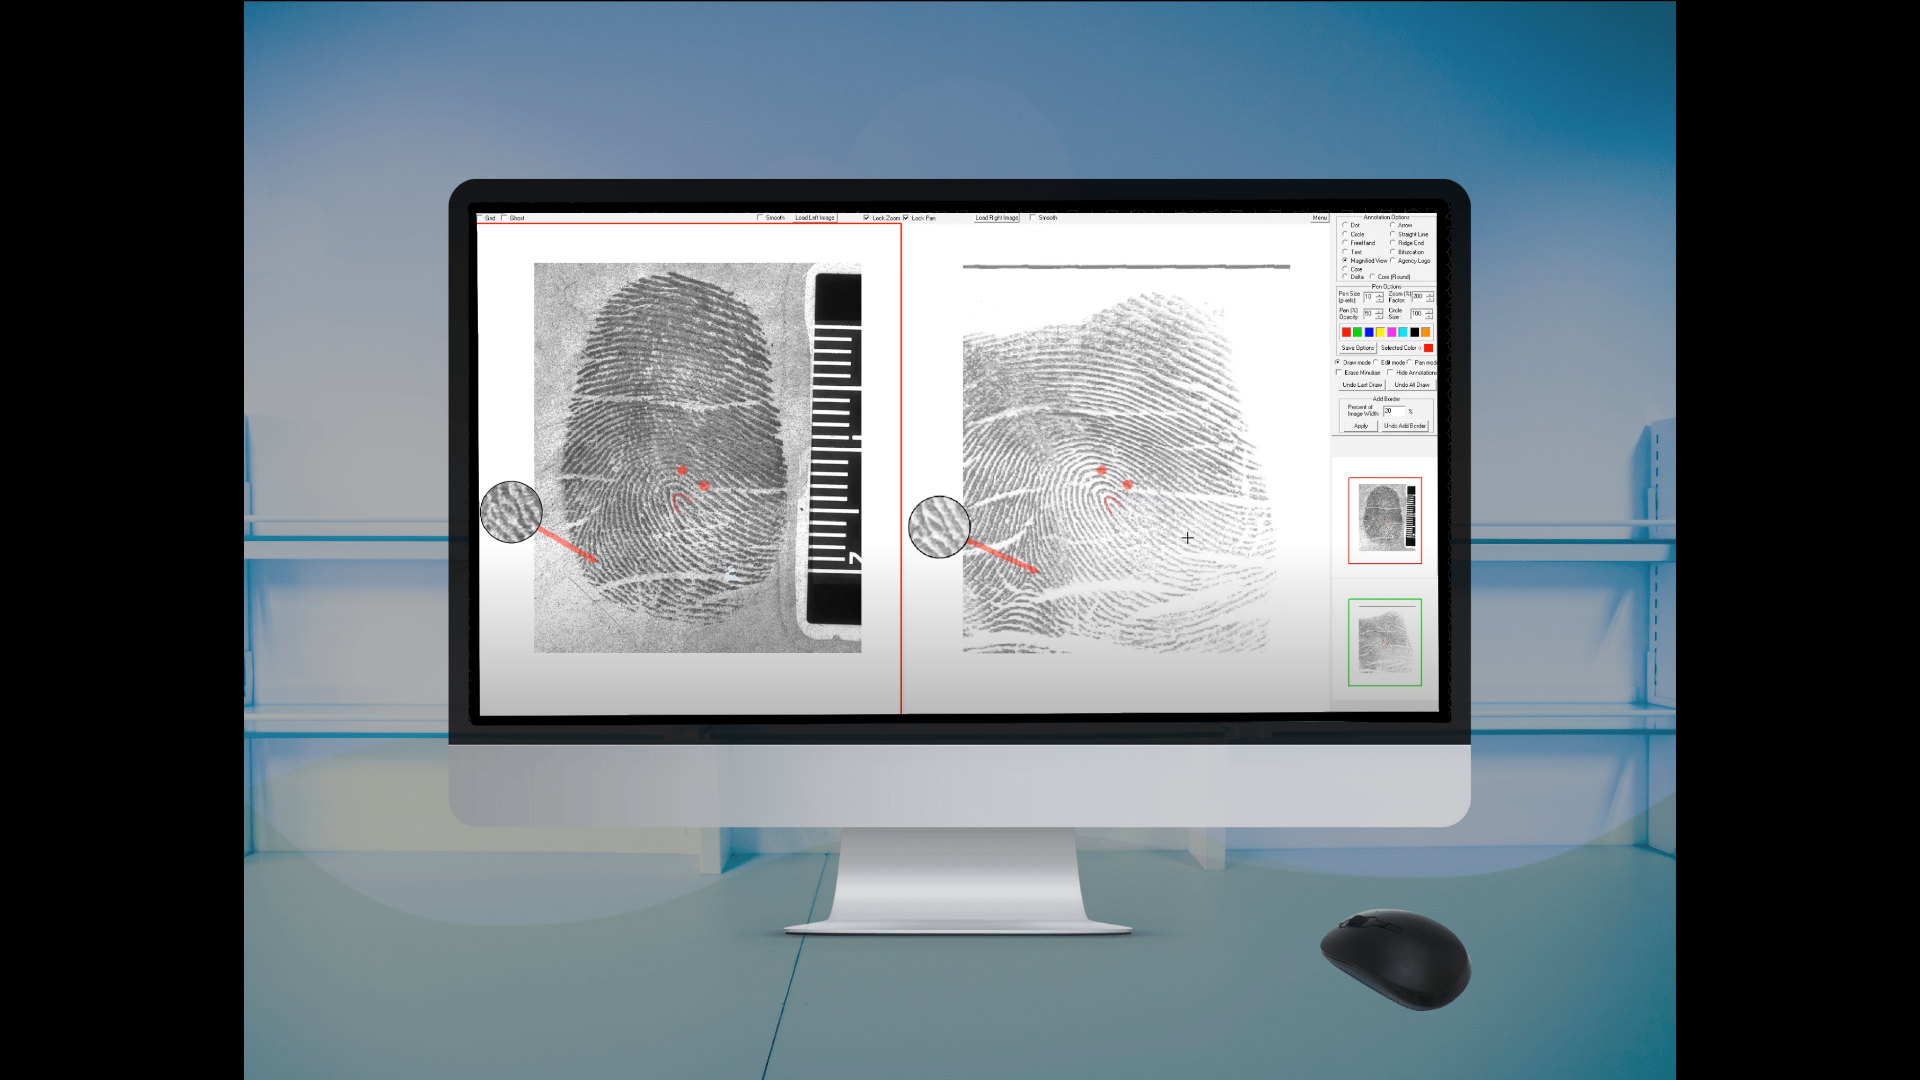 Grid Ghost Smooth Load Left Image Lock Zoom Lock Pan Load Right Image Smooth Menu
Annotation Options
Dot Arrow
Circle Straight Line
FreeHand Ridge End
Text Bifurcation
Magnified View Agency Logo
Core
Delta Core (Round)
Pen Options
Pen Size (pixels): 10 Zoom (%) Factor: 200
Pen (%) Opacity: 50 Circle Size: 100
Save Options Selected Color >
Draw mode Edit mode Pan mode
Erase Minutiae Hide Annotations
Undo Last Draw Undo All Draw
Add Border
Percent of Image Width: 20 %
Apply Undo Add Border
2